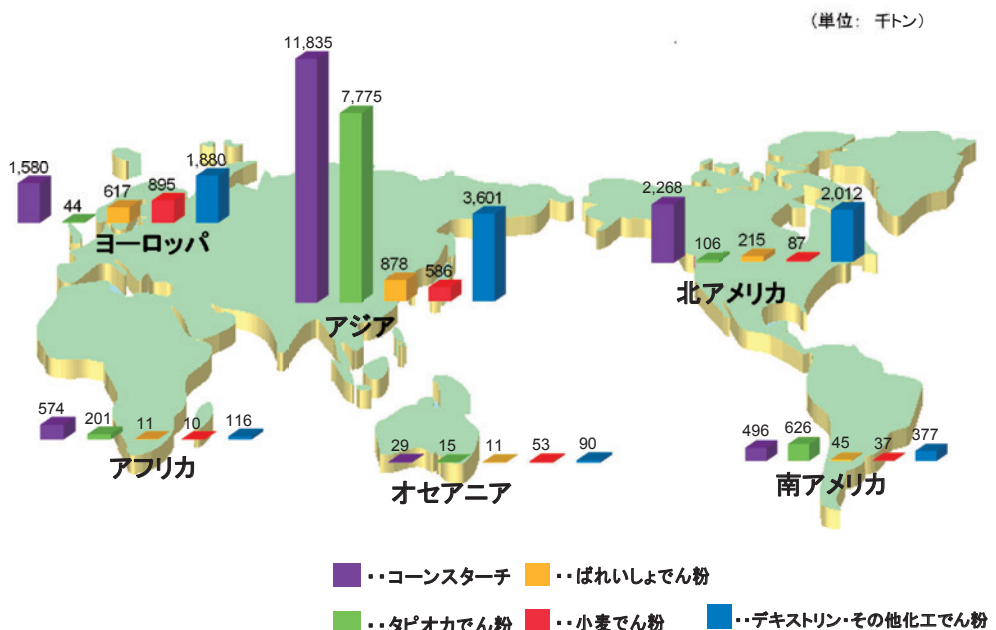 (単位: 千トン)
11,835
7,775
878
586
3,601
アジア
1,580
44
617
895
1,880
ヨーロッパ
2,268
106
215
87
2,012
北アメリカ
574
201
11
10
116
アフリカ
29
15
11
53
90
オセアニア
496
626
45
37
377
南アメリカ
・・コーンスターチ
・・ばれいしょでん粉
・・タピオカでん粉
・・小麦でん粉
・・デキストリン・その他化工でん粉